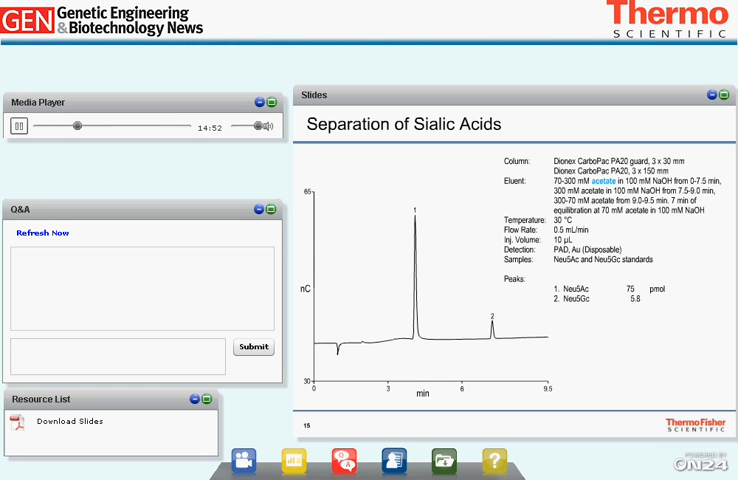 GEN Genetic Engineering
& Biotechnology News
Thermo
SCIENTIFIC
Media Player
14:52
Q&A
Refresh Now
Submit
Resource List
Download Slides
Slides
Separation of Sialic Acids
Column: Dionex CarboPac PA20 guard, 3 x 30 mm
Dionex CarboPac PA20, 3 x 150 mm
Eluent: 70-300 mM acetate in 100 mM NaOH from 0-7.5 min,
300 mM acetate in 100 mM NaOH from 7.5-9.0 min,
300-70 mM acetate from 9.0-9.5 min. 7 min of
equilibration at 70 mM acetate in 100 mM NaOH
Temperature: 30 °C
Flow Rate: 0.5 mL/min
Inj. Volume: 10 µL
Detection: PAD, Au (Disposable)
Samples: Neu5Ac and Neu5Gc standards
Peaks:
1. Neu5Ac 75 pmol
2. Neu5Gc 5.8
65
1
nC
2
30
0 3 6 9.5
min
15
ThermoFisher
SCIENTIFIC
Q
A
?
POWERED BY
ON24